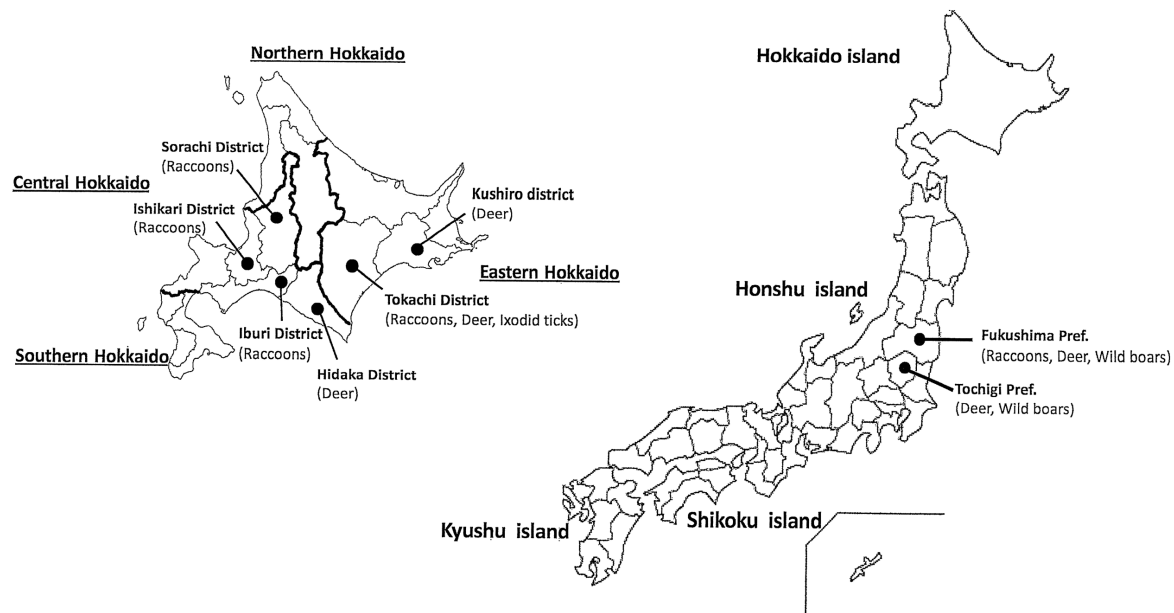 Northern Hokkaido
Sorachi District
(Raccoons)
Central Hokkaido
Ishikari District
(Raccoons)
Kushiro district
(Deer)
Eastern Hokkaido
Tokachi District
(Raccoons, Deer, Ixodid ticks)
Iburi District
(Raccoons)
Southern Hokkaido
Hidaka District
(Deer)
Hokkaido island
Honshu island
Fukushima Pref.
(Raccoons, Deer, Wild boars)
Tochigi Pref.
(Deer, Wild boars)
Kyushu island
Shikoku island